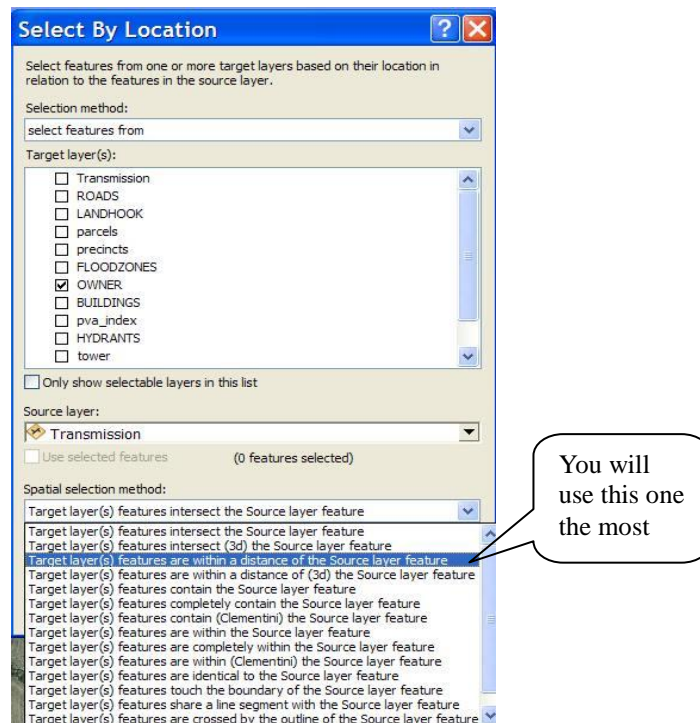 Select By Location
Select features from one or more target layers based on their location in
relation to the features in the source layer.
Selection method:
select features from
Target layer(s):
Transmission
ROADS
LANDHOOK
parcels
precincts
FLOODZONES
OWNER
BUILDINGS
pva_index
HYDRANTS
tower
Only show selectable layers in this list
Source layer:
Transmission
Use selected features (0 features selected)
Spatial selection method:
Target layer(s) features intersect the Source layer feature
Target layer(s) features intersect the Source layer feature
Target layer(s) features intersect (3d) the Source layer feature
Target layer(s) features are within a distance of the Source layer feature
Target layer(s) features are within a distance of (3d) the Source layer feature
Target layer(s) features contain the Source layer feature
Target layer(s) features completely contain the Source layer feature
Target layer(s) features contain (Clementini) the Source layer feature
Target layer(s) features are within the Source layer feature
Target layer(s) features are completely within the Source layer feature
Target layer(s) features are within (Clementini) the Source layer feature
Target layer(s) features are identical to the Source layer feature
Target layer(s) features touch the boundary of the Source layer feature
Target layer(s) features share a line segment with the Source layer feature
Target layer(s) features are crossed by the outline of the Source layer feature
You will
use this one
the most